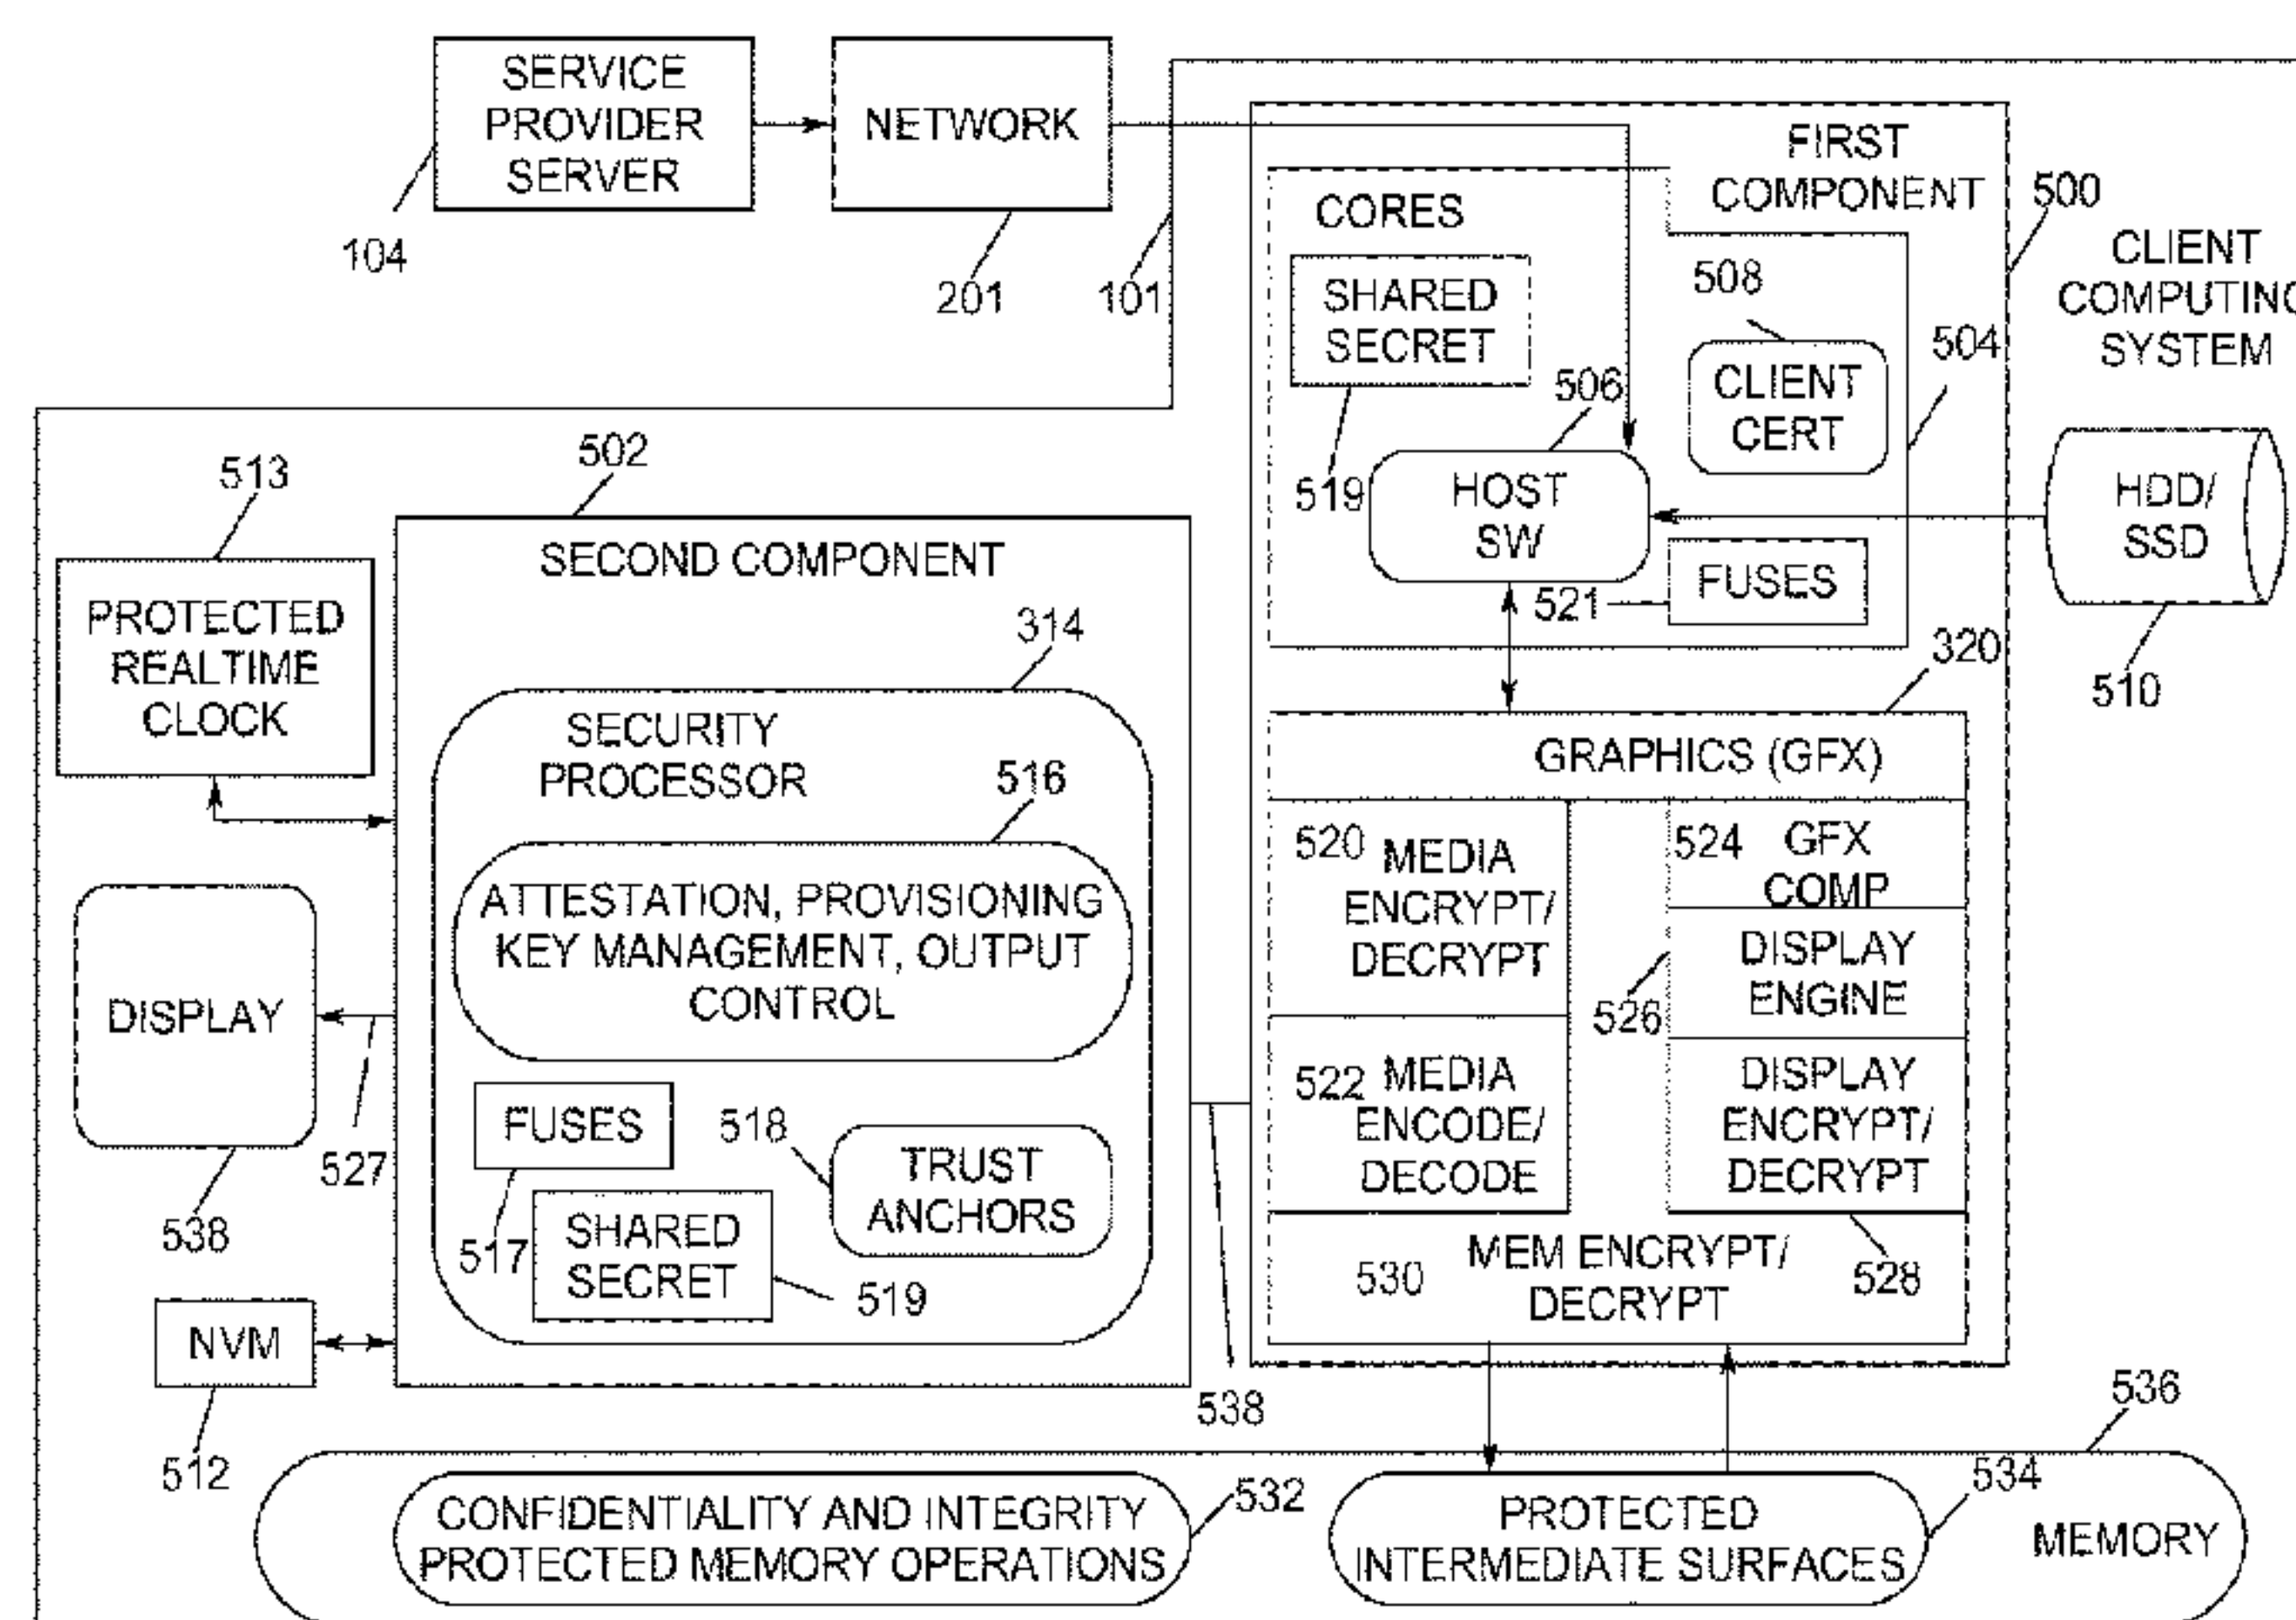 SERVICE
PROVIDER
SERVER
104
NETWORK
201
101
FIRST
COMPONENT
500
CLIENT
COMPUTING
SYSTEM
CORES
SHARED
SECRET
519
508
CLIENT
CERT
504
506
HOST
SW
521
FUSES
HDD/
SSD
510
502
SECOND COMPONENT
513
PROTECTED
REALTIME
CLOCK
314
SECURITY
PROCESSOR
516
ATTESTATION, PROVISIONING
KEY MANAGEMENT, OUTPUT
CONTROL
DISPLAY
527
538
FUSES
517
518
TRUST
ANCHORS
SHARED
SECRET
519
NVM
512
320
GRAPHICS (GFX)
520
MEDIA
ENCRYPT/
DECRYPT
524
GFX
COMP
526
DISPLAY
ENGINE
522
MEDIA
ENCODE/
DECODE
DISPLAY
ENCRYPT/
DECRYPT
528
530
MEM ENCRYPT/
DECRYPT
538
536
CONFIDENTIALITY AND INTEGRITY
PROTECTED MEMORY OPERATIONS
532
PROTECTED
INTERMEDIATE SURFACES
534
MEMORY